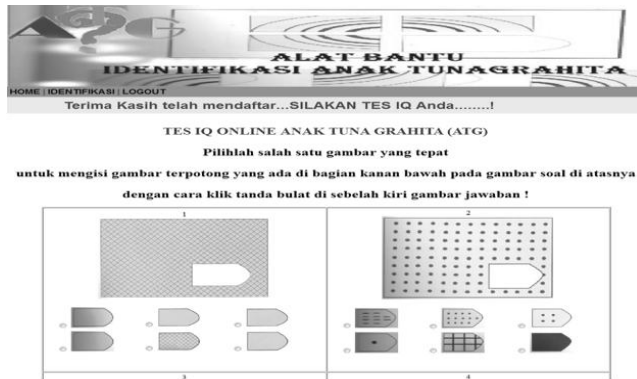 ATG
ALAT BANTU
IDENTIFIKASI ANAK TUNAGRAHITA
HOME | IDENTIFIKASI | LOGOUT
Terima Kasih telah mendaftar...SILAKAN TES IQ Anda........!
TES IQ ONLINE ANAK TUNA GRAHITA (ATG)
Pilihlah salah satu gambar yang tepat
untuk mengisi gambar terpotong yang ada di bagian kanan bawah pada gambar soal di atasnya
dengan cara klik tanda bulat di sebelah kiri gambar jawaban !
1
2
3
4